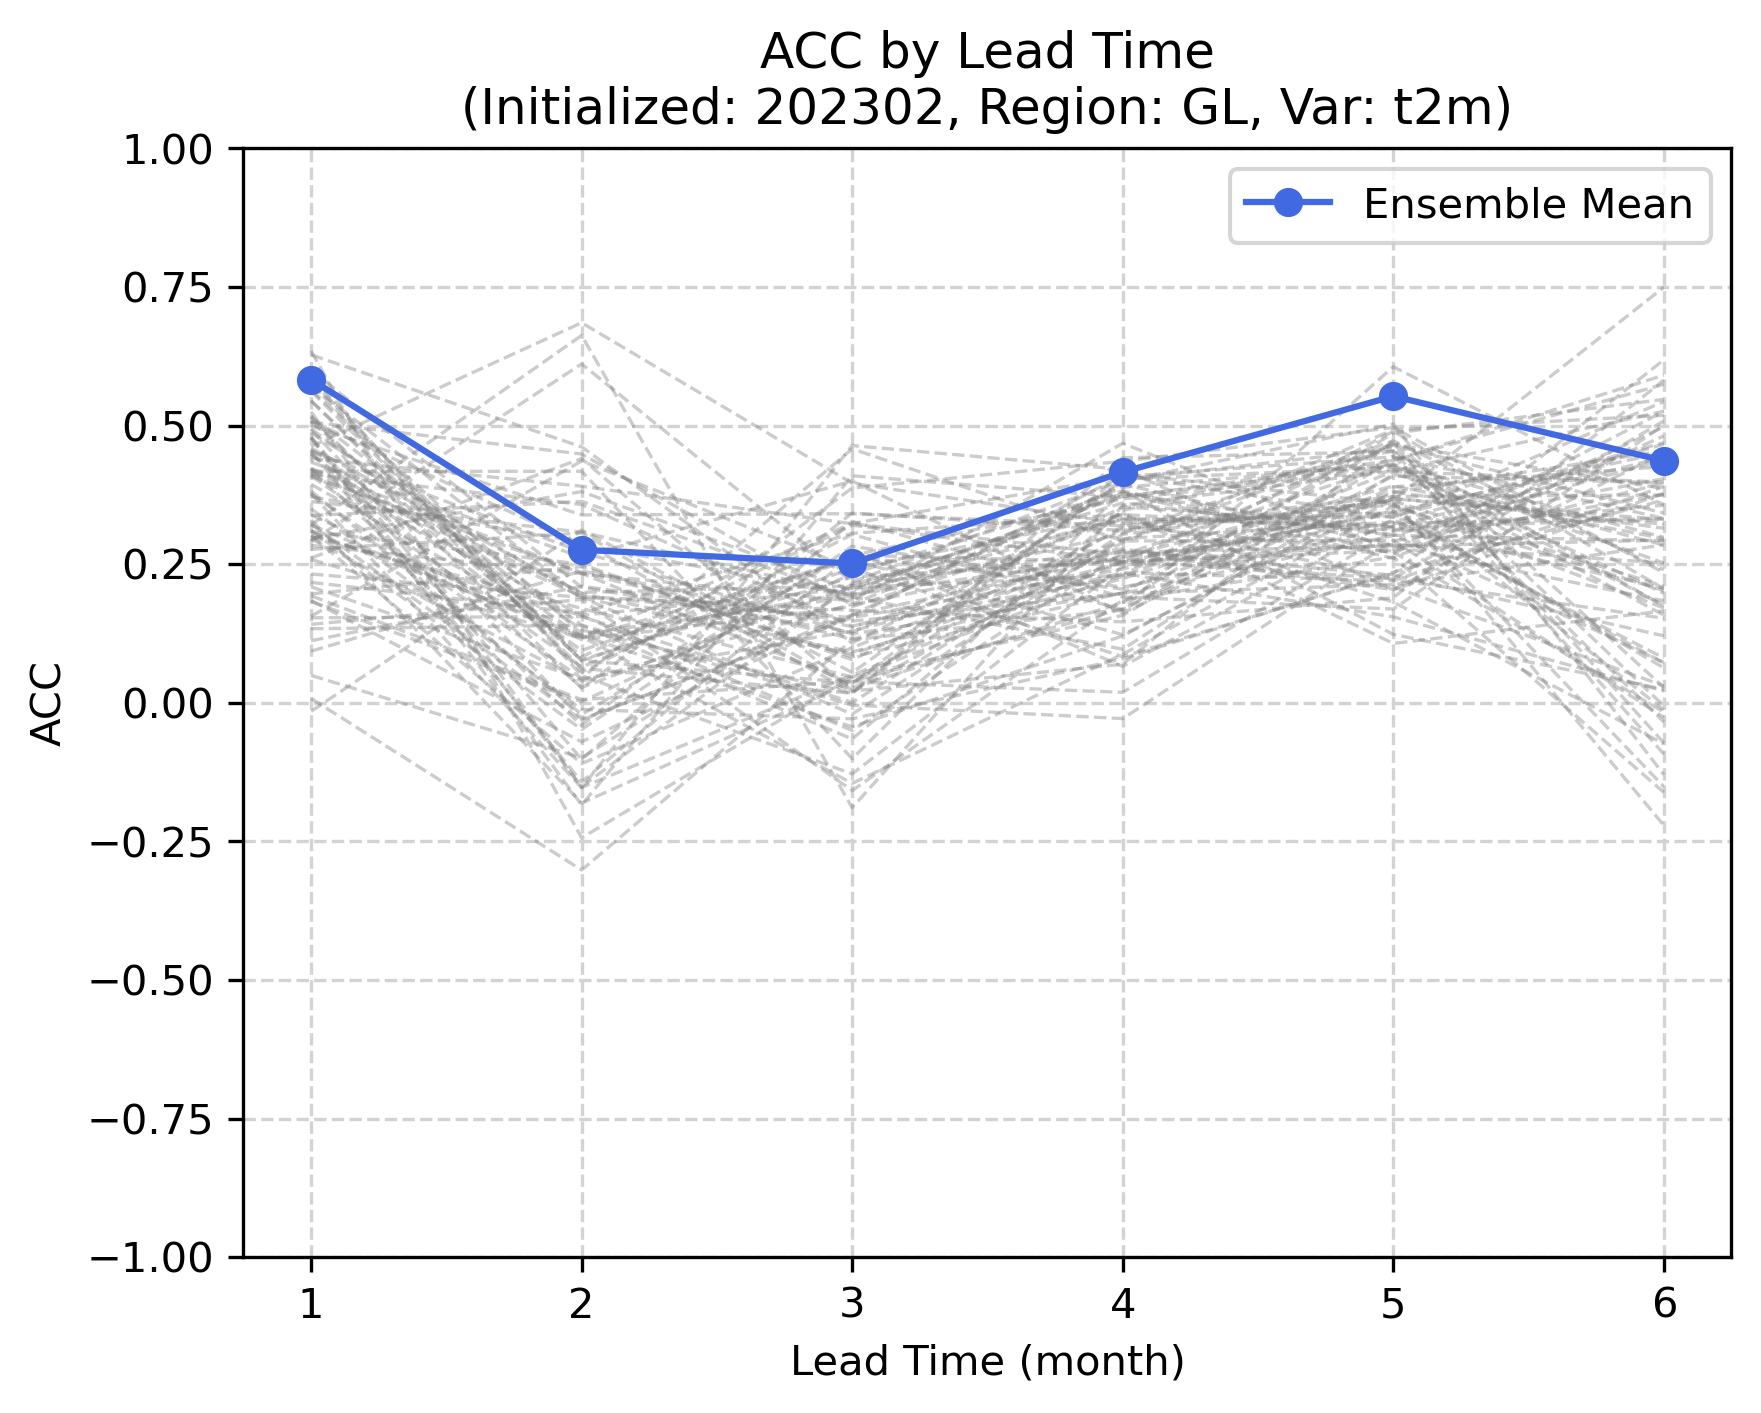 ACC by Lead Time
(Initialized: 202302, Region: GL, Var: t2m)
Ensemble Mean
ACC
1.00
0.75
0.50
0.25
0.00
−0.25
−0.50
−0.75
−1.00
1 2 3 4 5 6
Lead Time (month)